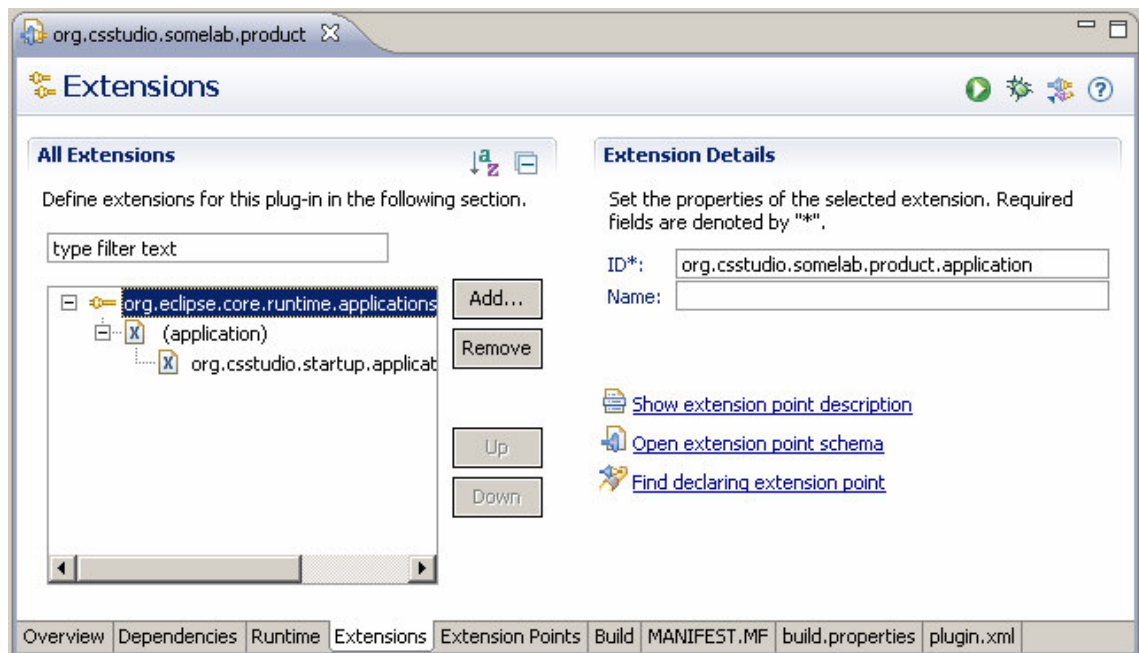 org.csstudio.somelab.product
Extensions
All Extensions
Define extensions for this plug-in in the following section.
type filter text
org.eclipse.core.runtime.applications
(application)
org.csstudio.startup.applicat
Add...
Remove
Up
Down
Extension Details
Set the properties of the selected extension. Required
fields are denoted by "*".
ID*: org.csstudio.somelab.product.application
Name:
Show extension point description
Open extension point schema
Find declaring extension point
Overview Dependencies Runtime Extensions Extension Points Build MANIFEST.MF build.properties plugin.xml